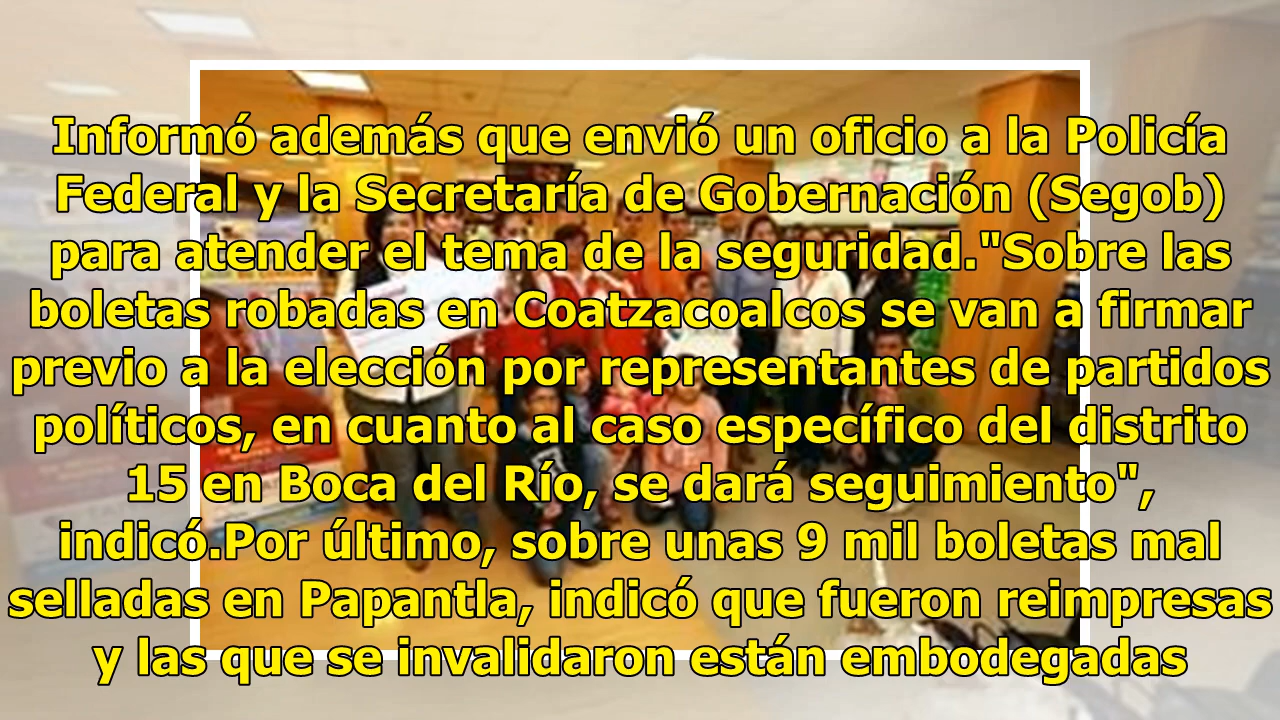 Informó además que envió un oficio a la Policía
Federal y la Secretaría de Gobernación (Segob)
para atender el tema de la seguridad."Sobre las
boletas robadas en Coatzacoalcos se van a firmar
previo a la elección por representantes de partidos
políticos, en cuanto al caso específico del distrito
15 en Boca del Río, se dará seguimiento",
indicó.Por último, sobre unas 9 mil boletas mal
selladas en Papantla, indicó que fueron reimpresas
y las que se invalidaron están embodegadas